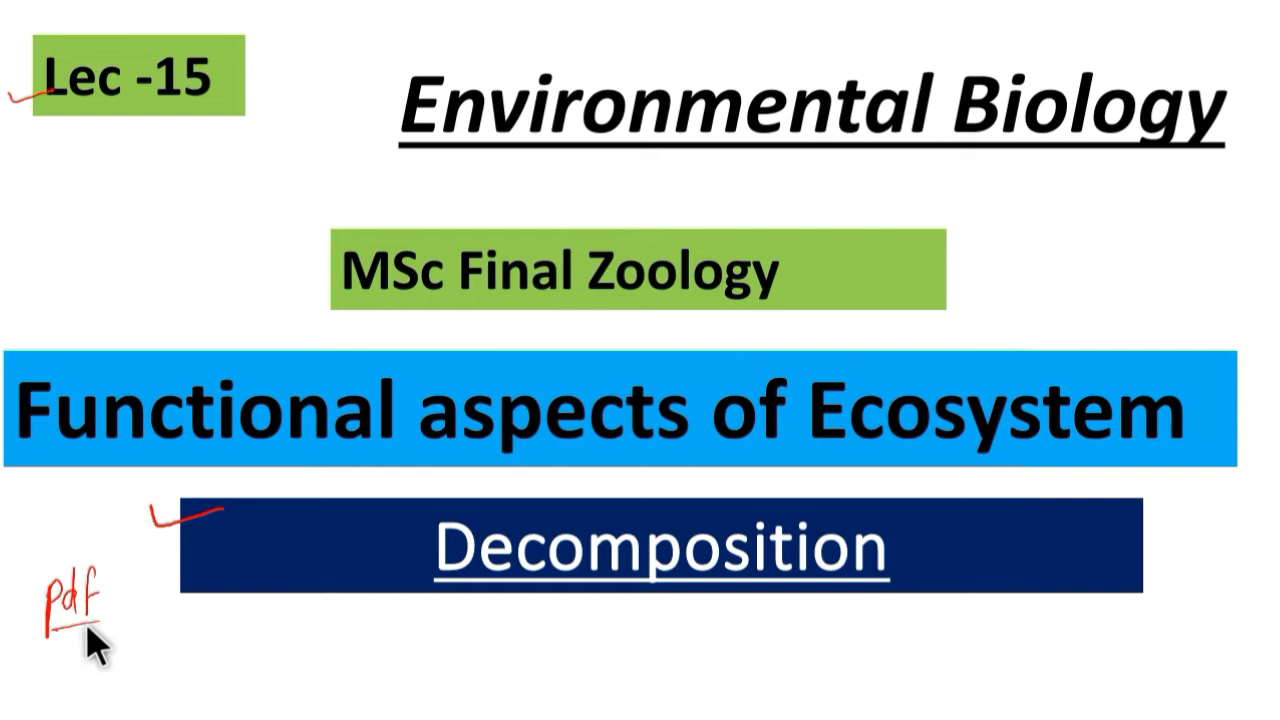 Lec -15
Environmental Biology
MSc Final Zoology
Functional aspects of Ecosystem
Decomposition
pdf